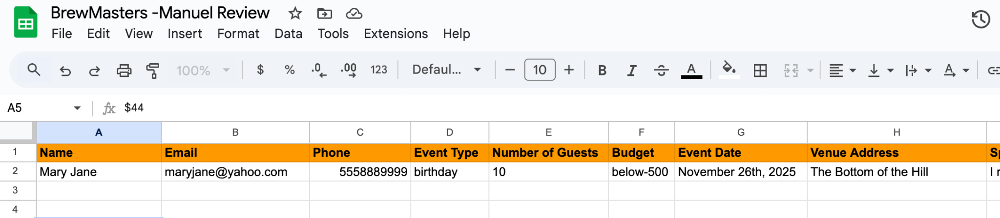 BrewMasters -Manuel Review
File Edit View Insert Format Data Tools Extensions Help
100% $ % .0 .00 123 Defaul... − 10 + B I S A A
A5 fx $44
A B C D E F G H
1 Name Email Phone Event Type Number of Guests Budget Event Date Venue Address
2 Mary Jane maryjane@yahoo.com 5558889999 birthday 10 below-500 November 26th, 2025 The Bottom of the Hill I
3
4